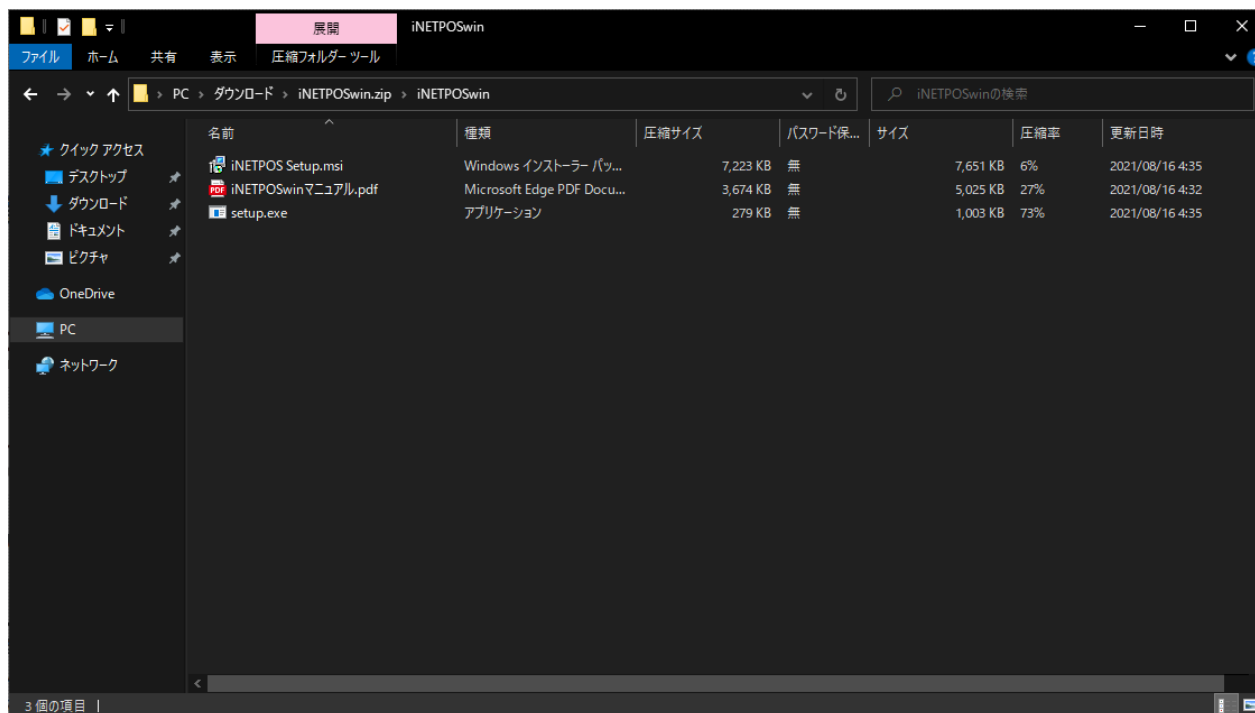 展開 iNETPOSwin
ファイル ホーム 共有 表示 圧縮フォルダー ツール
PC > ダウンロード > iNETPOSwin.zip > iNETPOSwin iNETPOSwinの検索
名前 種類 圧縮サイズ パスワード保... サイズ 圧縮率 更新日時
iNETPOS Setup.msi Windows インストーラー パッ... 7,223 KB 無 7,651 KB 6% 2021/08/16 4:35
iNETPOSwinマニュアル.pdf Microsoft Edge PDF Docu... 3,674 KB 無 5,025 KB 27% 2021/08/16 4:32
setup.exe アプリケーション 279 KB 無 1,003 KB 73% 2021/08/16 4:35
クイック アクセス
デスクトップ
ダウンロード
ドキュメント
ピクチャ
OneDrive
PC
ネットワーク
3 個の項目